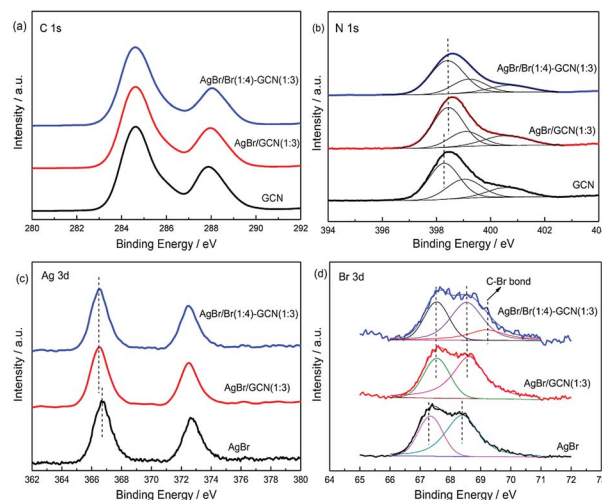 (a) C 1s
AgBr/Br(1:4)-GCN(1:3)
AgBr/GCN(1:3)
GCN
Intensity / a.u.
280 282 284 286 288 290 292
Binding Energy / eV
(b) N 1s
AgBr/Br(1:4)-GCN(1:3)
AgBr/GCN(1:3)
GCN
Intensity / a.u.
394 396 398 400 402 404
Binding Energy / eV
(c) Ag 3d
AgBr/Br(1:4)-GCN(1:3)
AgBr/GCN(1:3)
AgBr
Intensity / a.u.
362 364 366 368 370 372 374 376 378 380
Binding Energy / eV
(d) Br 3d
C-Br bond
AgBr/Br(1:4)-GCN(1:3)
AgBr/GCN(1:3)
AgBr
Intensity / a.u.
65 64 65 66 67 68 69 70 71 72 73
Binding Energy / eV